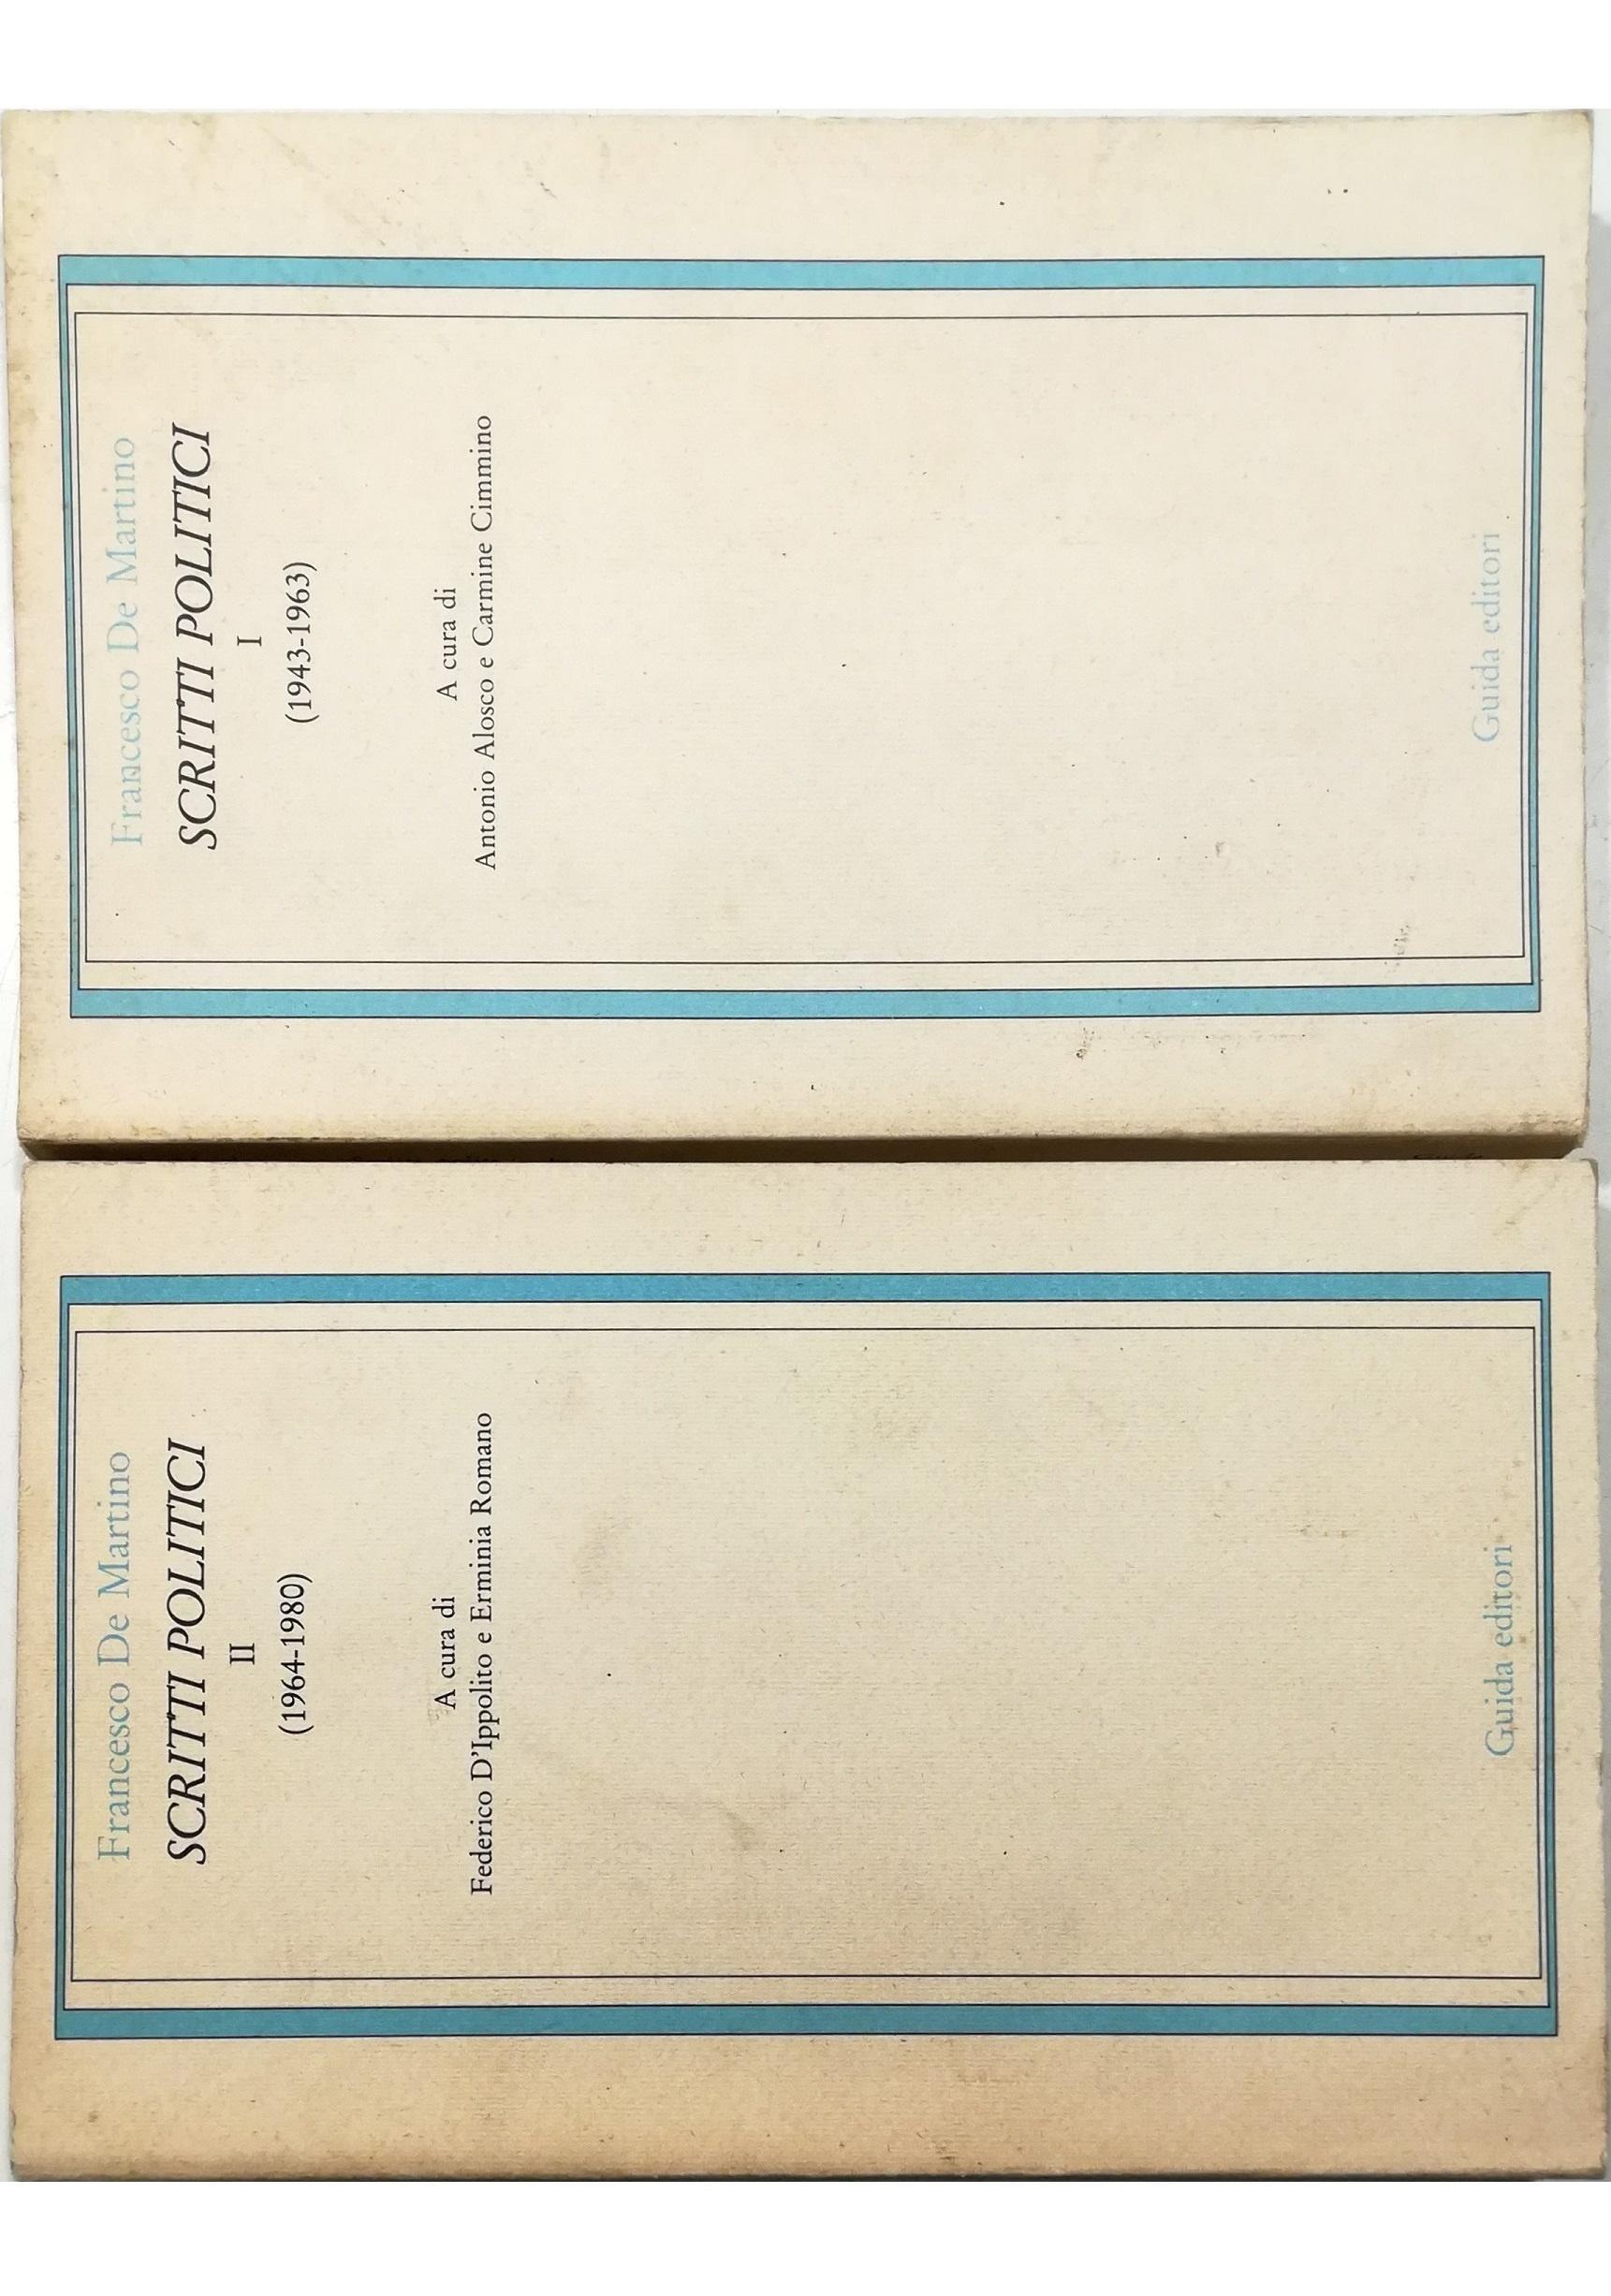 Francesco De Martino
SCRITTI POLITICI
I
(1943-1963)
A cura di
Antonio Alosco e Carmine Cimmino
Guida editori
Francesco De Martino
SCRITTI POLITICI
II
(1964-1980)
A cura di
Federico D'Ippolito e Erminia Romano
Guida editori